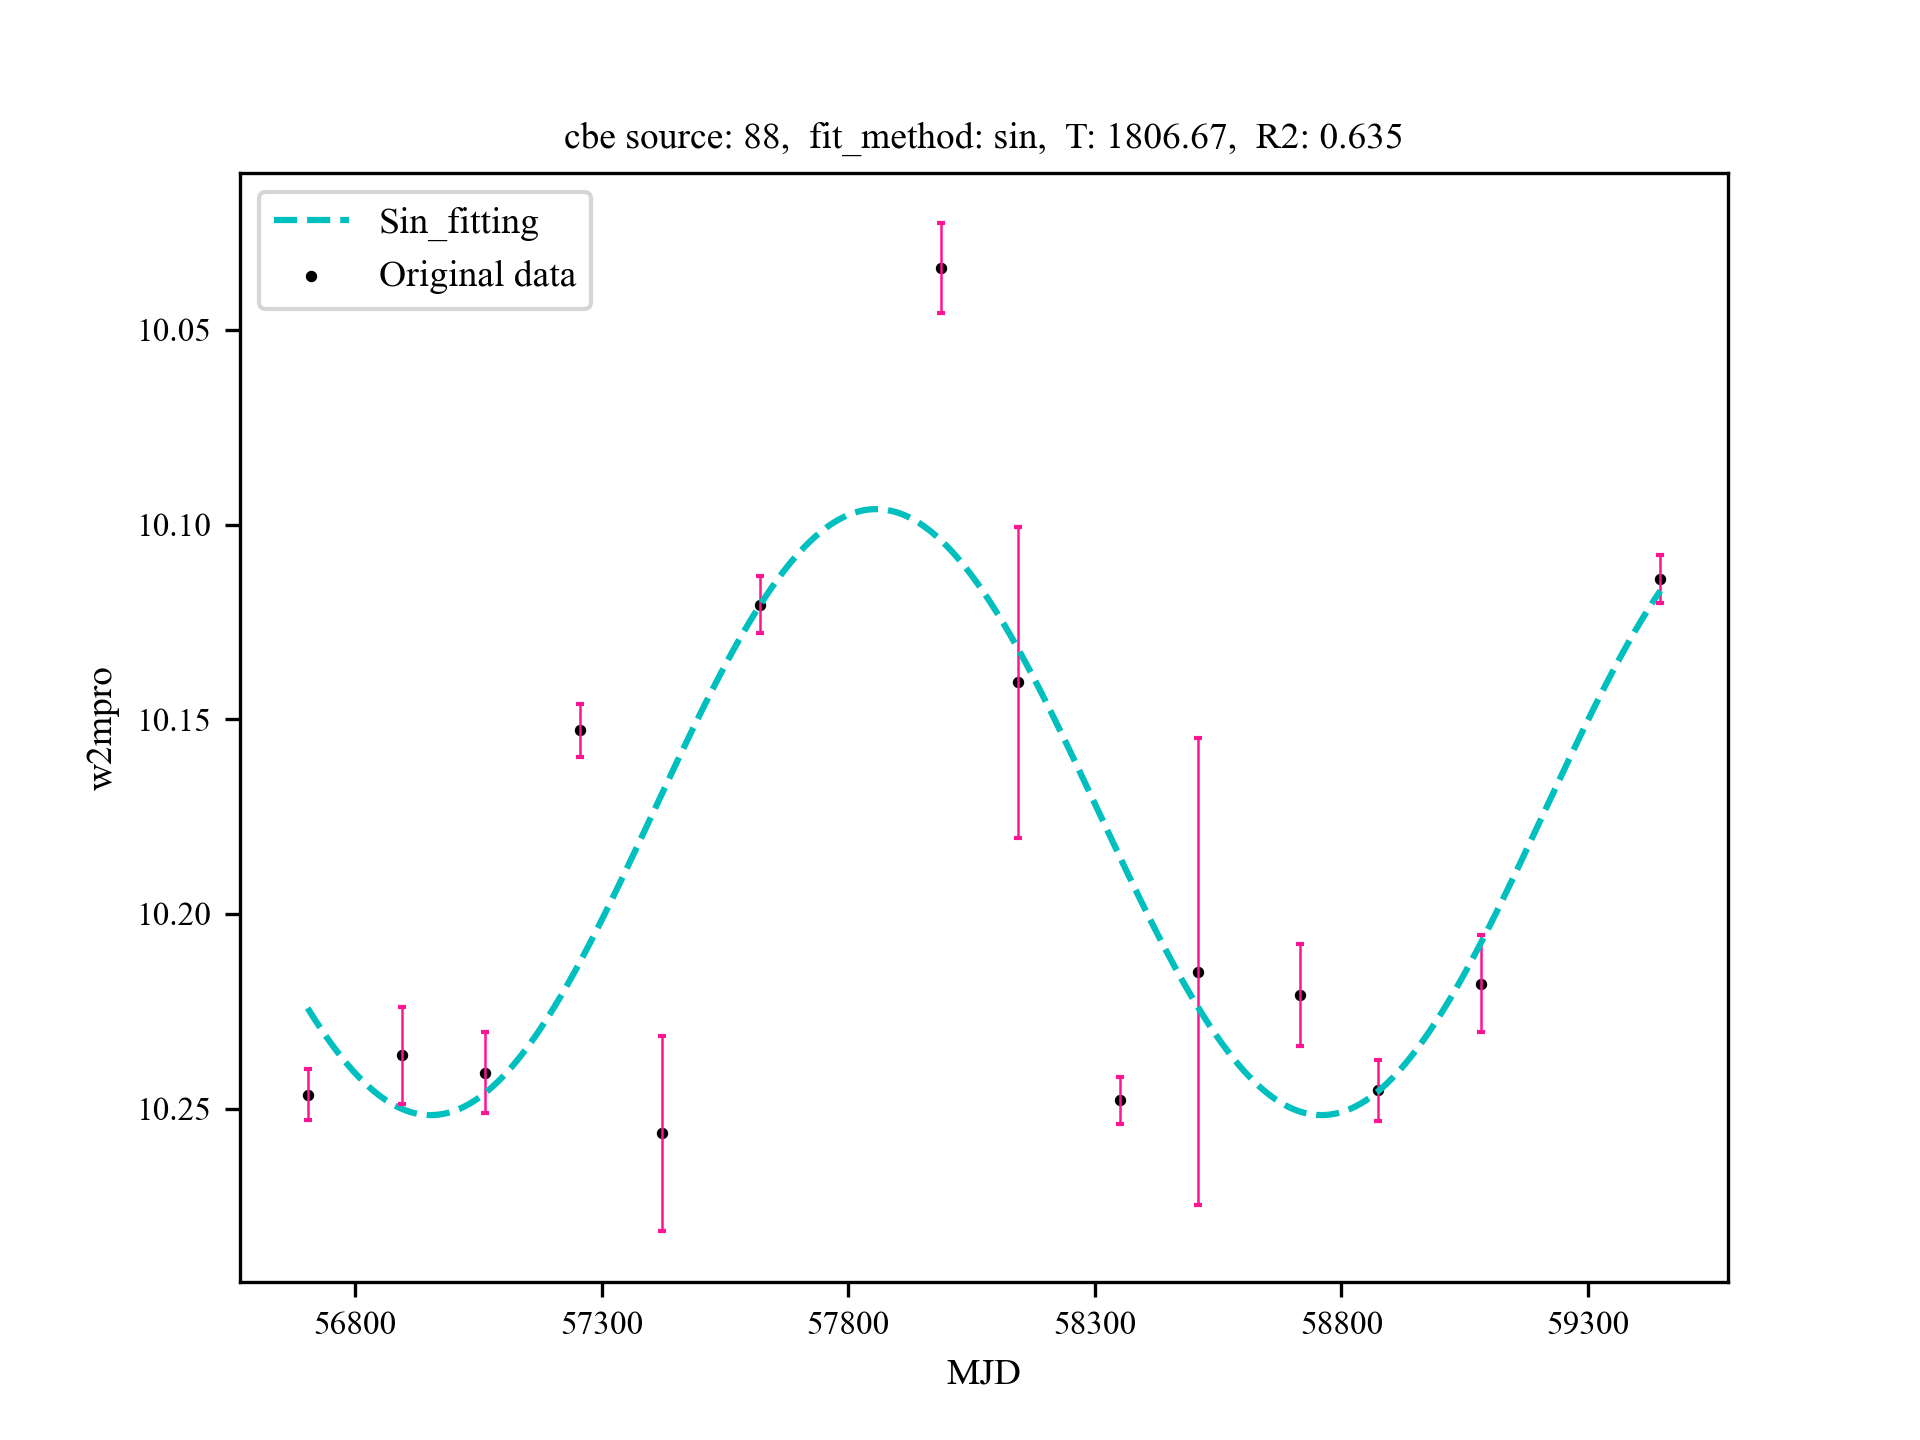 cbe source: 88, fit_method: sin, T: 1806.67, R2: 0.635
Sin_fitting
Original data
10.05
10.10
10.15
10.20
10.25
w2mpro
56800 57300 57800 58300 58800 59300
MJD